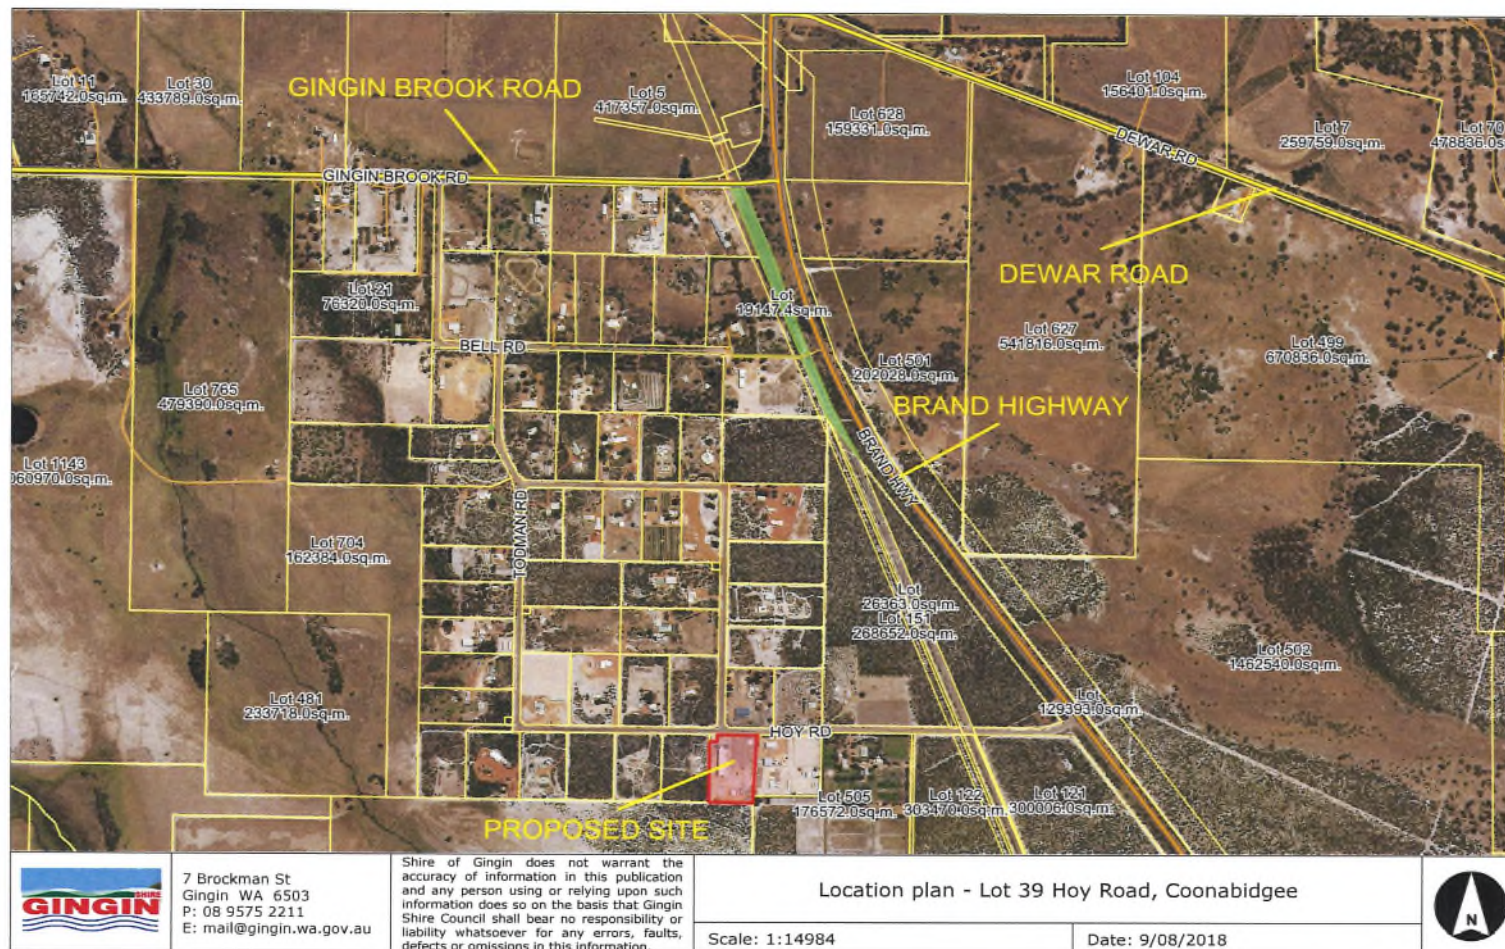 Lot 11
165742.0sq.m.
Lot 30
433789.0sq.m.
GINGIN BROOK ROAD
Lot 5
417357.0sq.m.
Lot 628
159331.0sq.m.
Lot 104
156401.0sq.m.
Lot 7
259759.0sq.m.
Lot 70
478836.0s
DEWAR RD
GINGIN BROOK RD
DEWAR ROAD
Lot 21
76320.0sq.m.
Lot
19147.4sq.m.
Lot 627
541816.0sq.m.
Lot 499
670836.0sq.m.
BELL RD
Lot 501
202028.0sq.m.
Lot 765
479390.0sq.m.
BRAND HIGHWAY
BRAND HWY
Lot 1143
060970.0sq.m.
TODMAN RD
Lot 704
162384.0sq.m.
Lot
26363.0sq.m.
Lot 151
268652.0sq.m.
Lot 502
1462540.0sq.m.
Lot 481
233718.0sq.m.
Lot
129393.0sq.m.
HOY RD
Lot 505
176572.0sq.m.
Lot 122
303470.0sq.m.
Lot 121
300006.0sq.m.
PROPOSED SITE
SHIRE
GINGIN
7 Brockman St
Gingin WA 6503
P: 08 9575 2211
E: mail@gingin.wa.gov.au
Shire of Gingin does not warrant the
accuracy of information in this publication
and any person using or relying upon such
information does so on the basis that Gingin
Shire Council shall bear no responsibility or
liability whatsoever for any errors, faults,
defects or omissions in this information.
Location plan - Lot 39 Hoy Road, Coonabidgee
Scale: 1:14984
Date: 9/08/2018
N